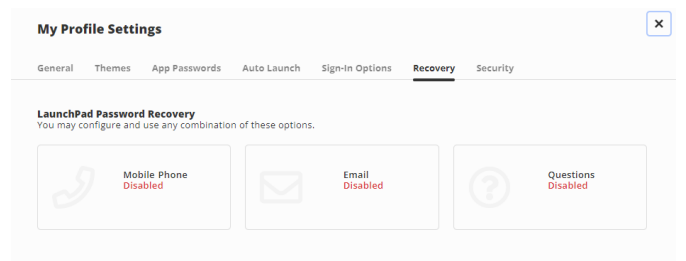 My Profile Settings
×
General Themes App Passwords Auto Launch Sign-In Options Recovery Security
LaunchPad Password Recovery
You may configure and use any combination of these options.
Mobile Phone
Disabled
Email
Disabled
Questions
Disabled